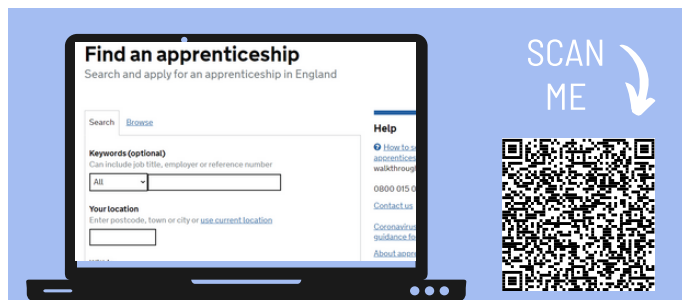 Find an apprenticeship
Search and apply for an apprenticeship in England
Search Browse
Keywords (optional)
Can include job title, employer or reference number
All
Your location
Enter postcode, town or city or use current location
Help
How to
apprentices
walkthrough
0800 015 0
Contact us
Coronavirus
guidance fo
About appre
SCAN
ME